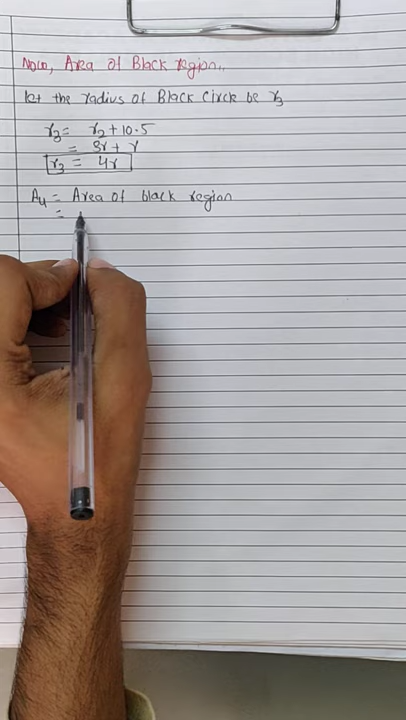 Now, Area of Black region..
let the radius of Black Circle be r3
r3 = r2 + 10.5
= 3r + r
r3 = 4r
A4 = Area of black region
=